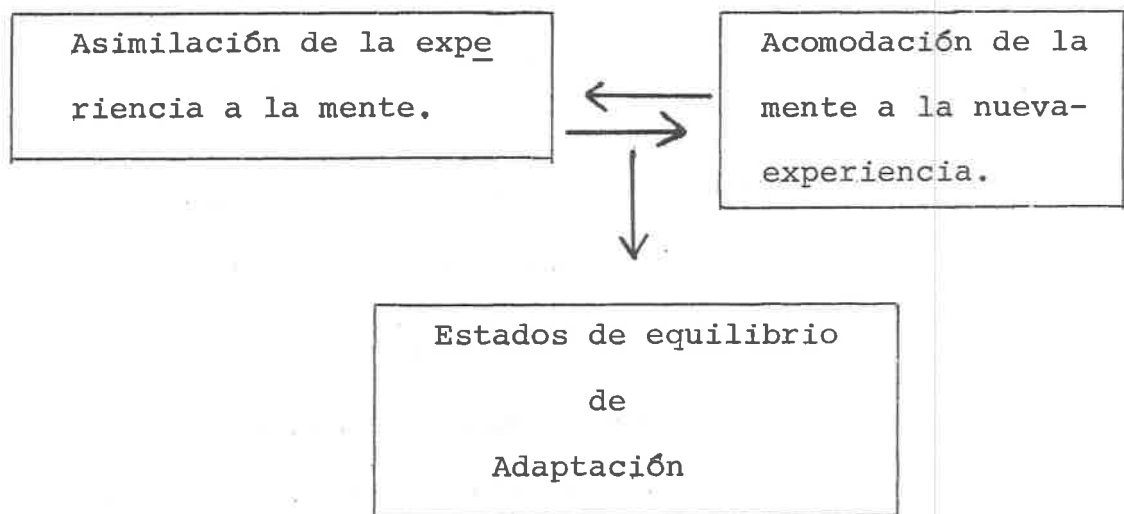 Asimilación de la expe
riencia a la mente.
Acomodación de la
mente a la nueva-
experiencia.
Estados de equilibrio
de
Adaptación